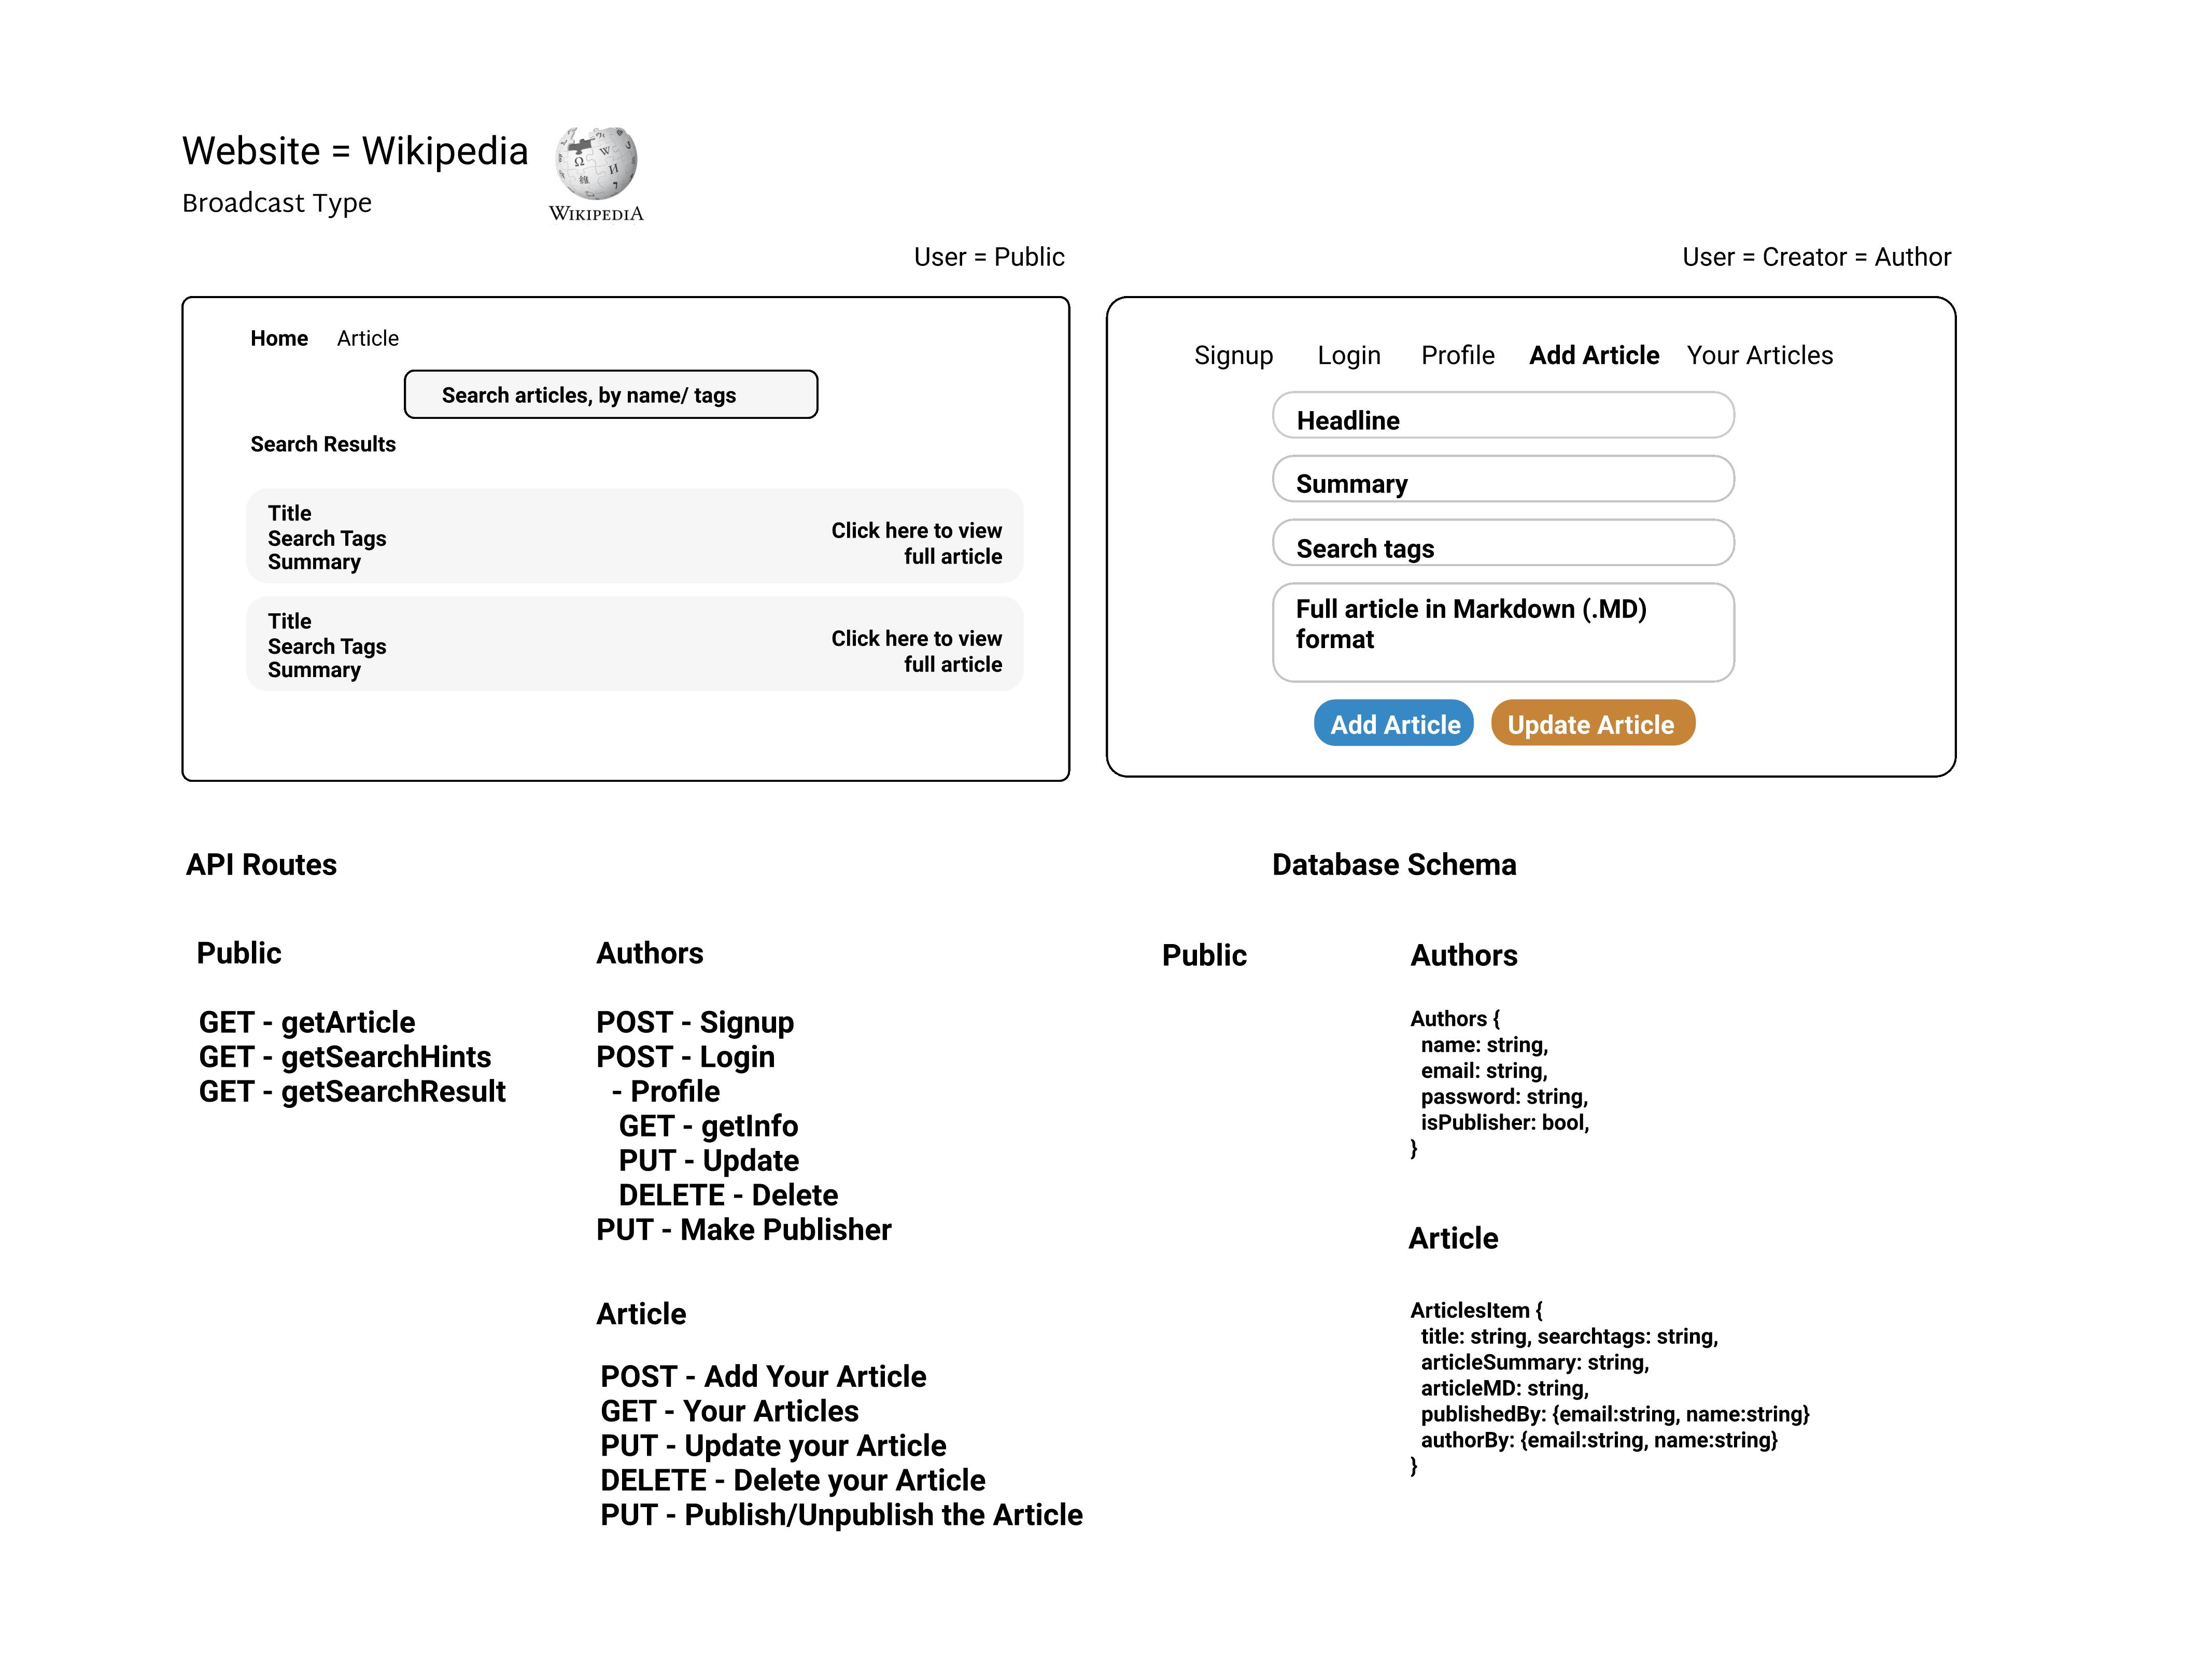 Website = Wikipedia
Broadcast Type
Ω W И 維 7
WIKIPEDIA
User = Public
Home Article
Search articles, by name/ tags
Search Results
Title
Search Tags
Summary
Click here to view
full article
Title
Search Tags
Summary
Click here to view
full article
User = Creator = Author
Signup Login Profile Add Article Your Articles
Headline
Summary
Search tags
Full article in Markdown (.MD)
format
Add Article Update Article
API Routes
Public
GET - getArticle
GET - getSearchHints
GET - getSearchResult
Authors
POST - Signup
POST - Login
- Profile
GET - getInfo
PUT - Update
DELETE - Delete
PUT - Make Publisher
Article
POST - Add Your Article
GET - Your Articles
PUT - Update your Article
DELETE - Delete your Article
PUT - Publish/Unpublish the Article
Database Schema
Public
Authors
Authors {
name: string,
email: string,
password: string,
isPublisher: bool,
}
Article
ArticlesItem {
title: string, searchtags: string,
articleSummary: string,
articleMD: string,
publishedBy: {email:string, name:string}
authorBy: {email:string, name:string}
}